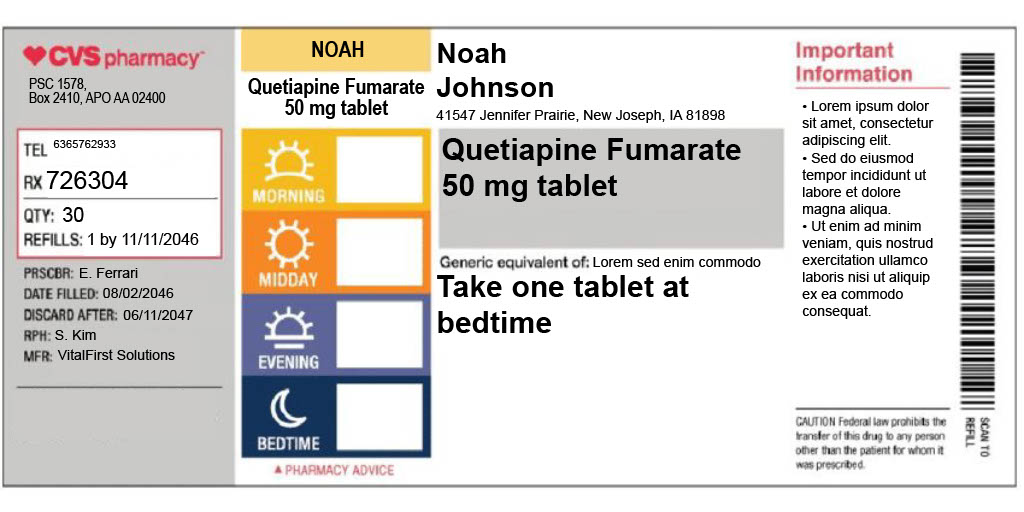 CVS pharmacy
PSC 1578,
Box 2410, APO AA 02400
TEL 6365762933
RX 726304
QTY: 30
REFILLS: 1 by 11/11/2046
PRSCBR: E. Ferrari
DATE FILLED: 08/02/2046
DISCARD AFTER: 06/11/2047
RPH: S. Kim
MFR: VitalFirst Solutions
NOAH
Quetiapine Fumarate
50 mg tablet
MORNING
MIDDAY
EVENING
BEDTIME
▲ PHARMACY ADVICE
Noah
Johnson
41547 Jennifer Prairie, New Joseph, IA 81898
Quetiapine Fumarate
50 mg tablet
Generic equivalent of: Lorem sed enim commodo
Take one tablet at
bedtime
Important
Information
• Lorem ipsum dolor
sit amet, consectetur
adipiscing elit.
• Sed do eiusmod
tempor incididunt ut
labore et dolore
magna aliqua.
• Ut enim ad minim
veniam, quis nostrud
exercitation ullamco
laboris nisi ut aliquip
ex ea commodo
consequat.
CAUTION Federal law prohibits the
transfer of this drug to any person
other than the patient for whom it
was prescribed.
SCAN TO
REFILL